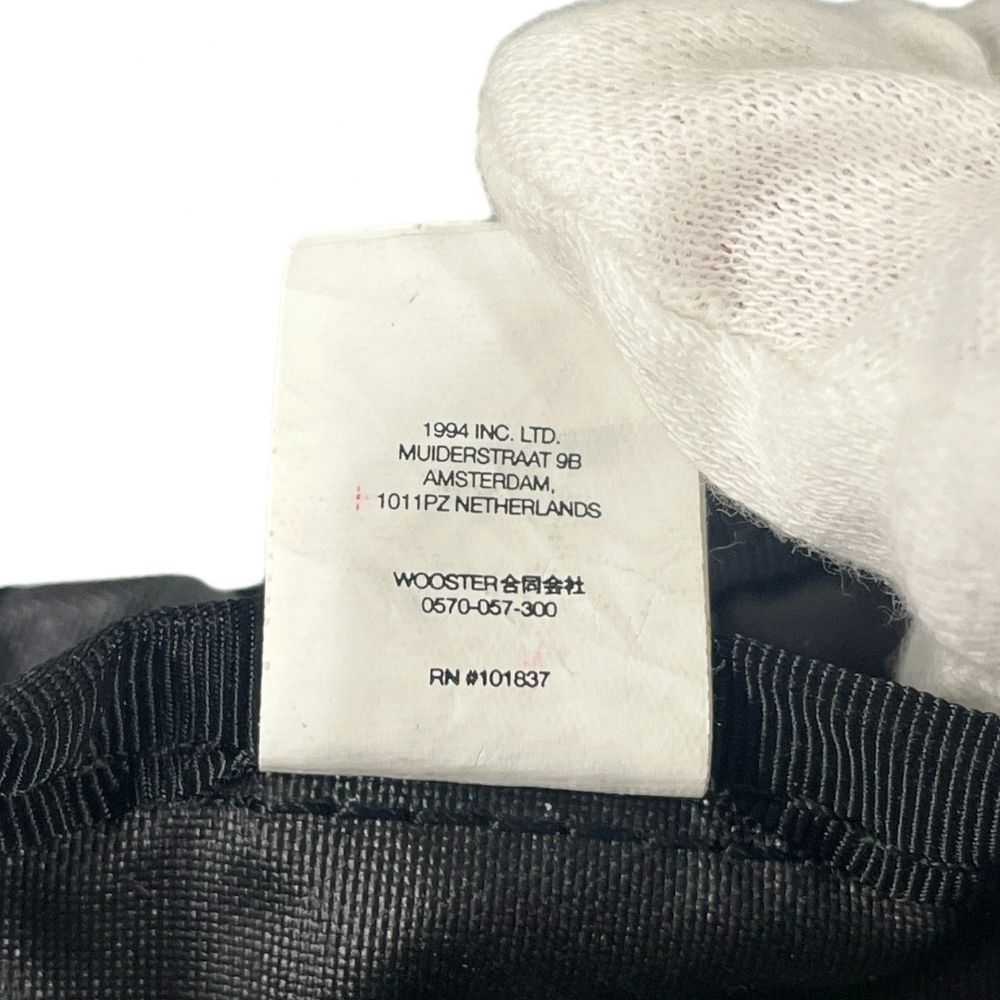 1994 INC. LTD.
MUIDERSTRAAT 9B
AMSTERDAM,
1011PZ NETHERLANDS
WOOSTER合同会社
0570-057-300
RN #101837